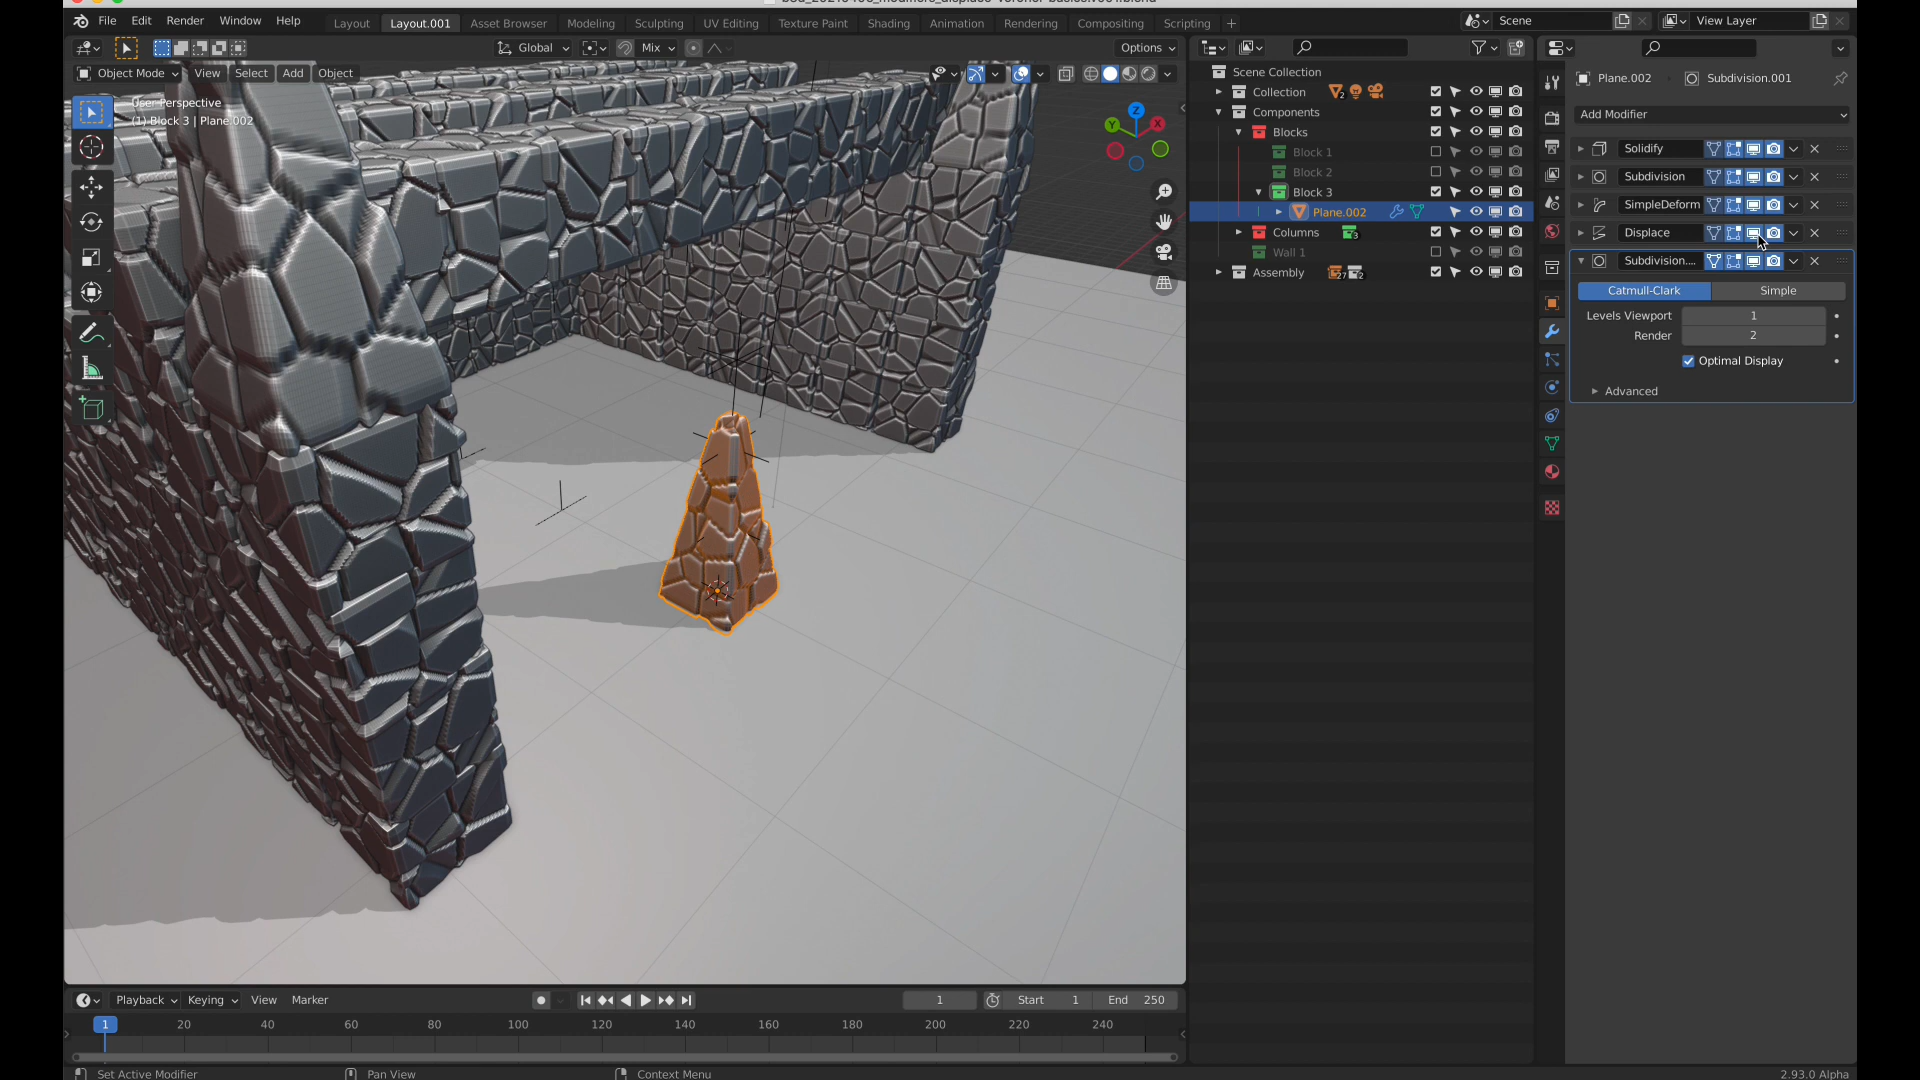 File Edit Render Window Help Layout Layout.001 Asset Browser Modeling Sculpting UV Editing Texture Paint Shading Animation Rendering Compositing Scripting + Scene View Layer
Global Mix Options
Object Mode View Select Add Object
User Perspective
(1) Block 3 | Plane.002
Z
Y
X
Scene Collection
Collection 2
Components
Blocks
Block 1
Block 2
Block 3
Plane.002
Columns 3
Wall 1
Assembly 27 2
Plane.002 Subdivision.001
Add Modifier
Solidify
Subdivision
SimpleDeform
Displace
Subdivision....
Catmull-Clark Simple
Levels Viewport 1
Render 2
Optimal Display
Advanced
Playback Keying View Marker 1 Start 1 End 250
1 20 40 60 80 100 120 140 160 180 200 220 240
Set Active Modifier Pan View Context Menu 2.93.0 Alpha